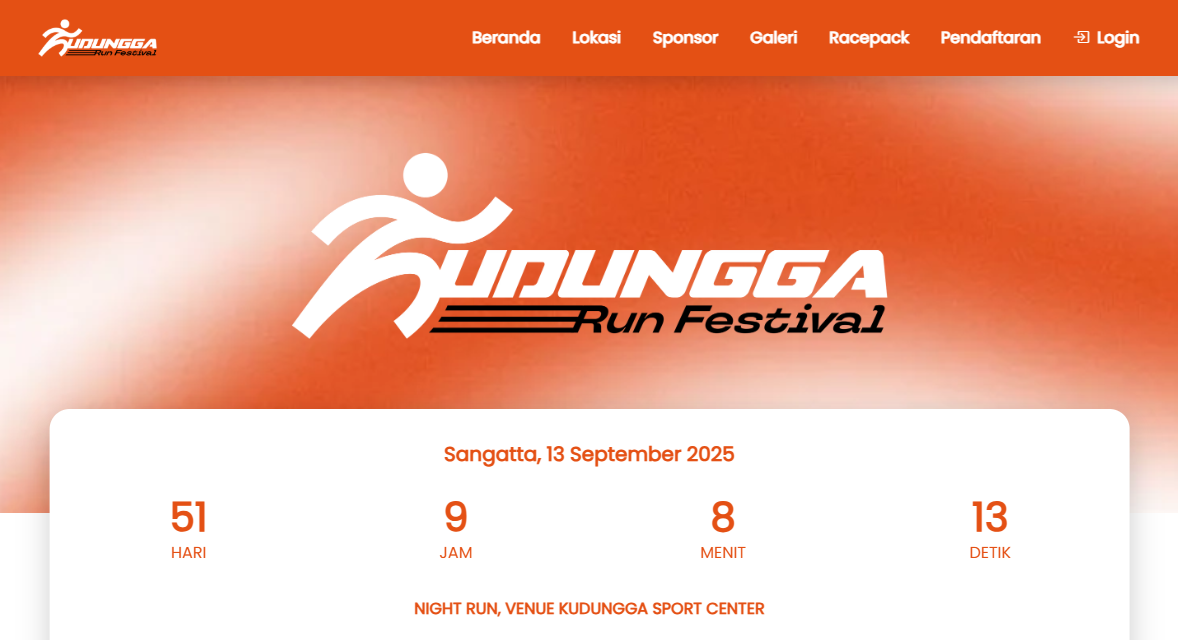 KUDUNGGA
Run Festival
Beranda Lokasi Sponsor Galeri Racepack Pendaftaran Login
KUDUNGGA
Run Festival
Sangatta, 13 September 2025
51 9 8 13
HARI JAM MENIT DETIK
NIGHT RUN, VENUE KUDUNGGA SPORT CENTER